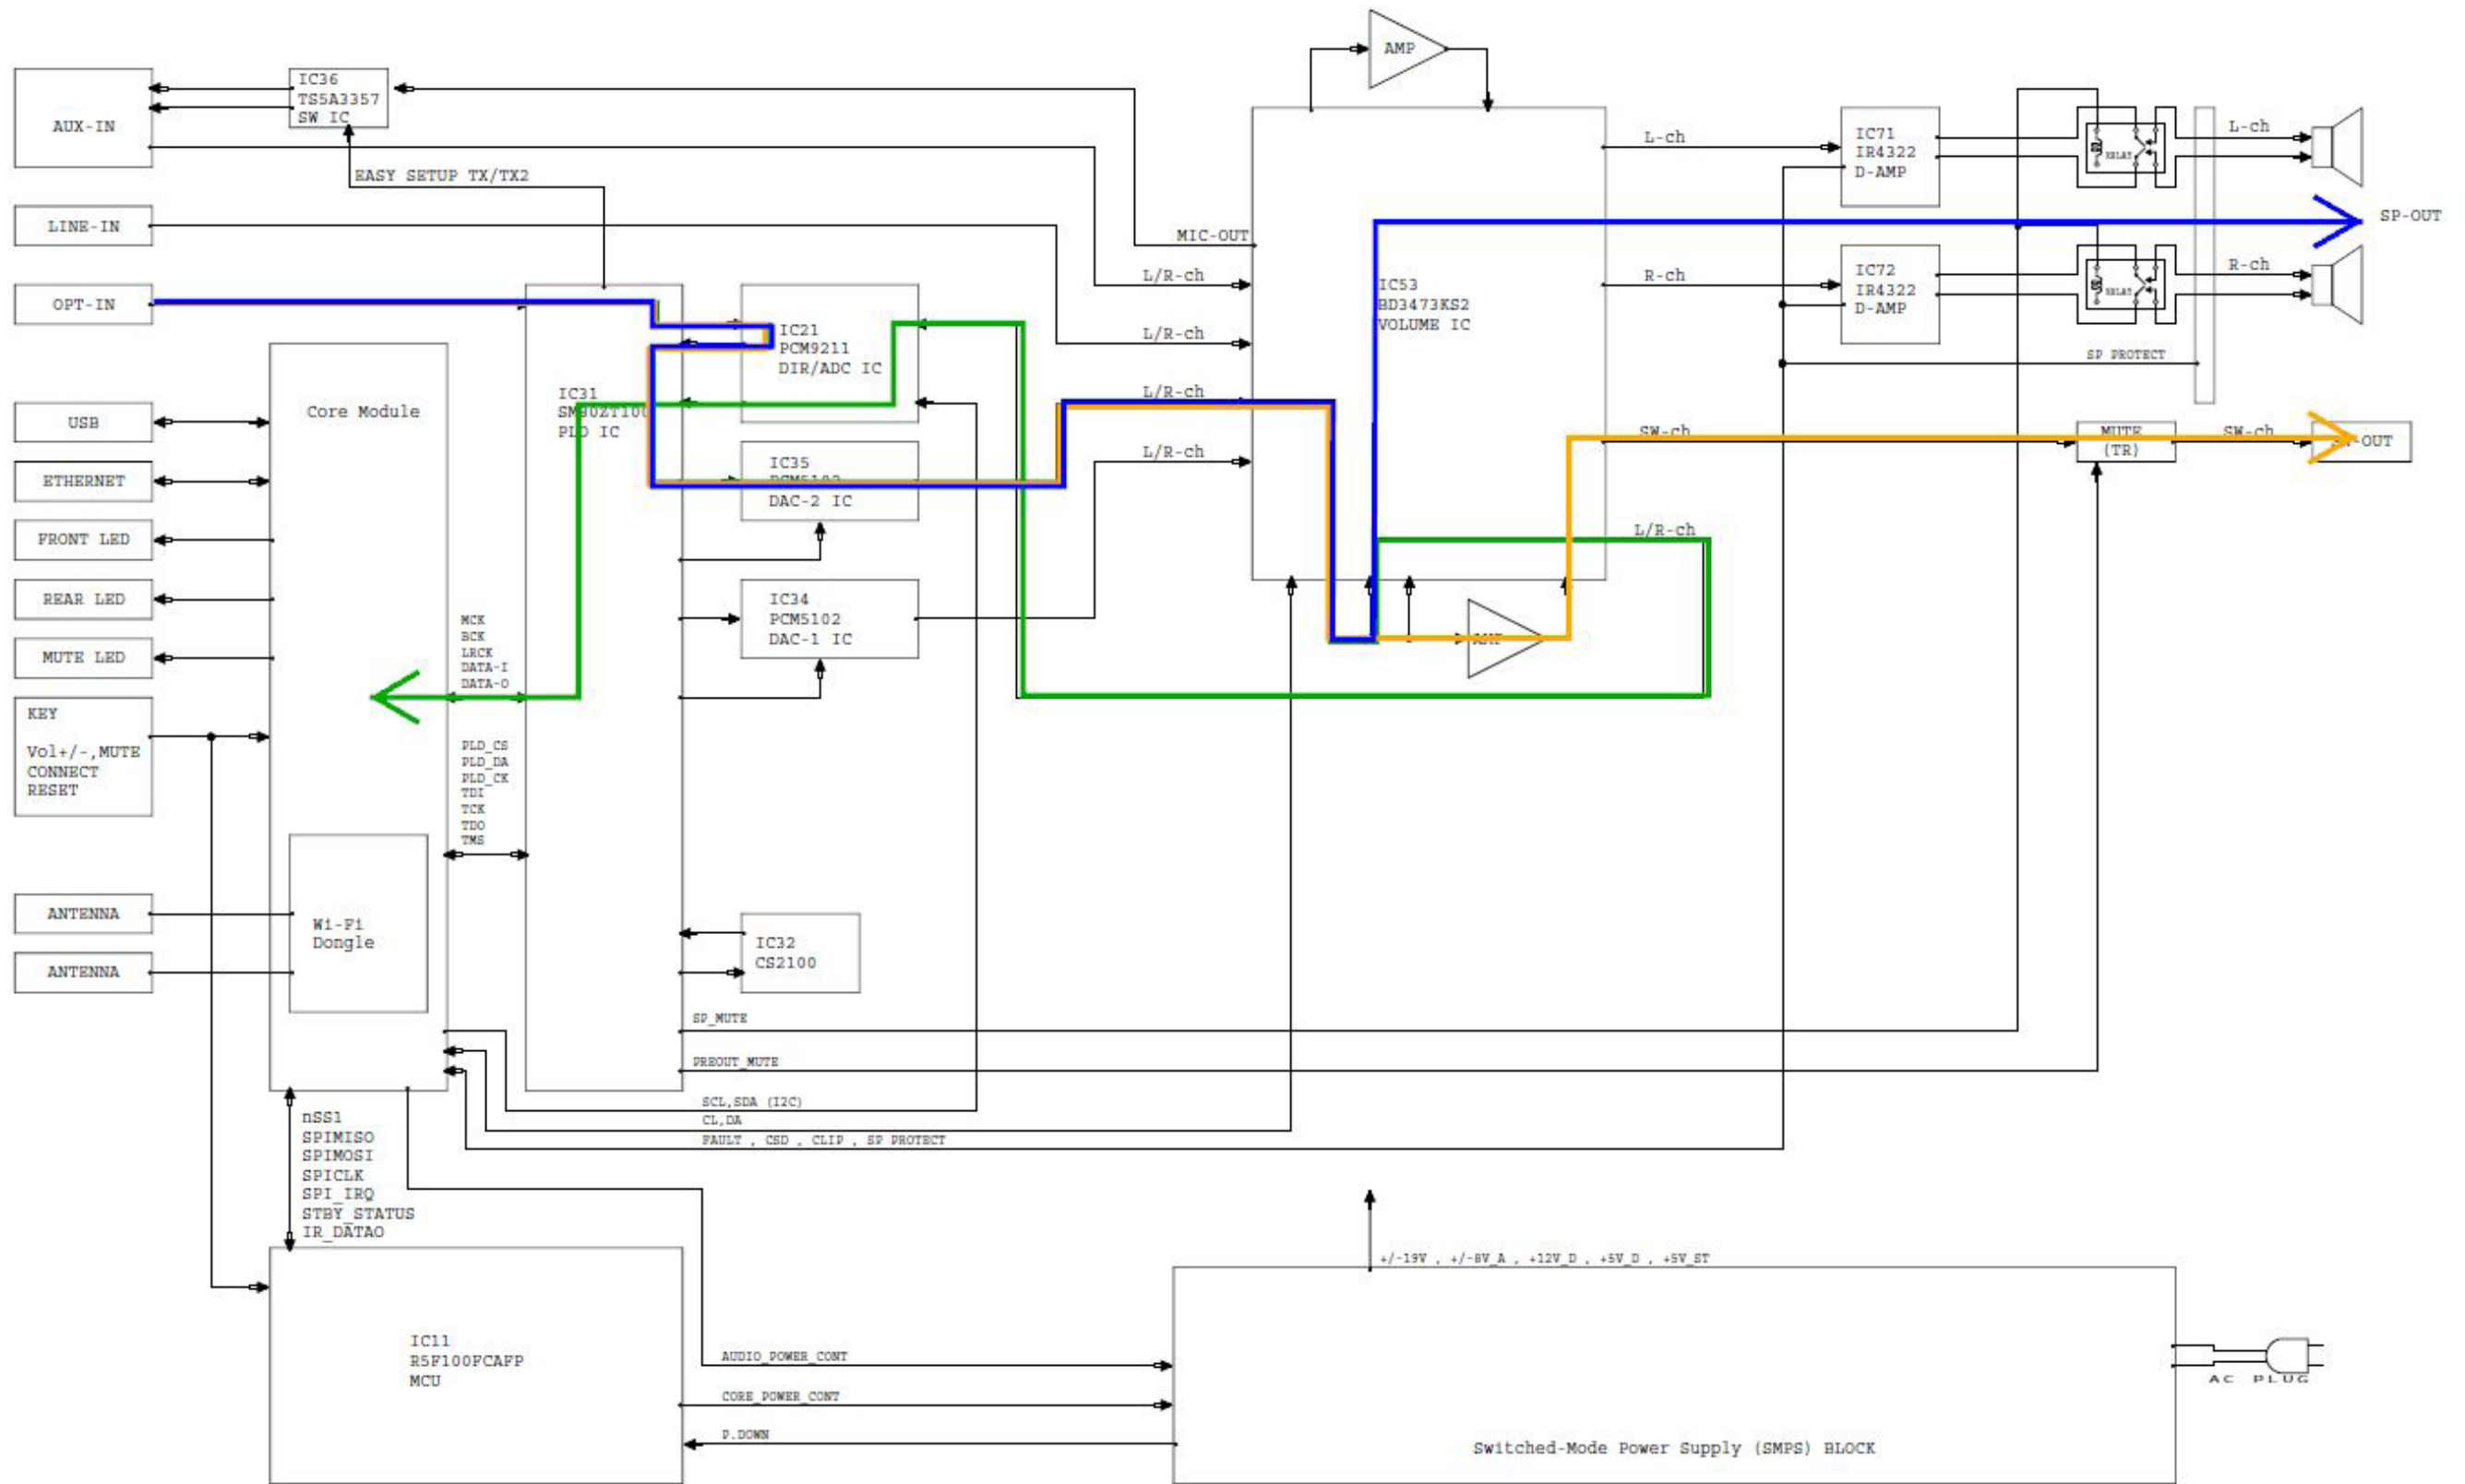 AMP
IC36
TS5A3357
SW IC
AUX-IN
EASY SETUP TX/TX2
LINE-IN
OPT-IN
MIC-OUT
L/R-ch
L/R-ch
L/R-ch
L/R-ch
L-ch
R-ch
IC53
BD3473KS2
VOLUME IC
IC71
IR4322
D-AMP
IC72
IR4322
D-AMP
RELAY
RELAY
L-ch
SP-OUT
R-ch
SP PROTECT
SW-ch
MUTE
(TR)
SW-ch
OUT
L/R-ch
AMP
IC21
PCM9211
DIR/ADC IC
IC31
PLD IC
IC35
DAC-2 IC
IC34
PCM5102
DAC-1 IC
Core Module
USB
ETHERNET
FRONT LED
REAR LED
MUTE LED
KEY
Vol+/-,MUTE
CONNECT
RESET
MCK
BCK
LRCK
DATA-I
DATA-O
PLD_CS
PLD_DA
PLD_CK
TDI
TCK
TDO
TMS
ANTENNA
ANTENNA
Wi-Fi
Dongle
IC32
CS2100
SP_MUTE
PREOUT_MUTE
SCL,SDA (I2C)
CL,DA
FAULT , CSD , CLIP , SP PROTECT
nSS1
SPIMISO
SPIMOSI
SPICLK
SPI_IRQ
STBY_STATUS
IR_DATAO
IC11
R5F100FCAFP
MCU
AUDIO_POWER_CONT
CORE_POWER_CONT
P.DOWN
+/-19V , +/-8V_A , +12V_D , +5V_D , +5V_ST
Switched-Mode Power Supply (SMPS) BLOCK
AC PLUG